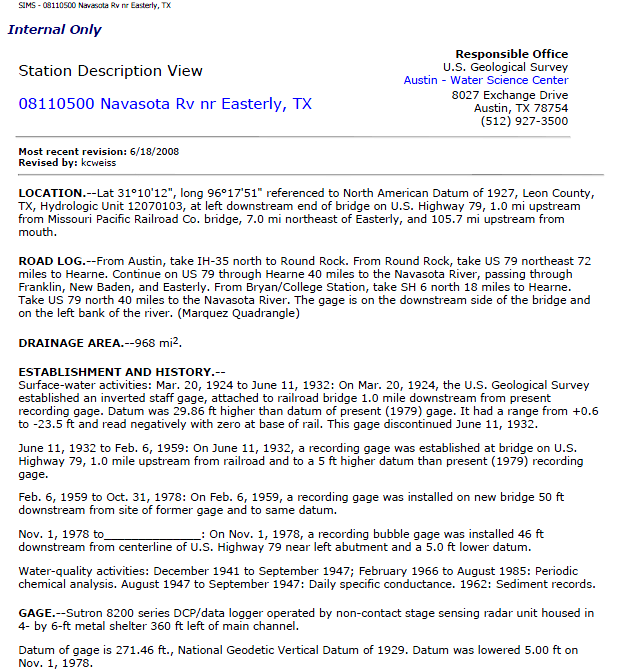 SIMS - 08110500 Navasota Rv nr Easterly, TX
Internal Only
Responsible Office
Station Description View
U.S. Geological Survey
Austin - Water Science Center
08110500 Navasota Rv nr Easterly, TX
8027 Exchange Drive
Austin, TX 78754
(512) 927-3500
Most recent revision: 6/18/2008
Revised by: kcweiss
LOCATION.--Lat 31°10'12", long 96°17'51" referenced to North American Datum of 1927, Leon County,
TX, Hydrologic Unit 12070103, at left downstream end of bridge on U.S. Highway 79, 1.0 mi upstream
from Missouri Pacific Railroad Co. bridge, 7.0 mi northeast of Easterly, and 105.7 mi upstream from
mouth.
ROAD LOG.--From Austin, take IH-35 north to Round Rock. From Round Rock, take US 79 northeast 72
miles to Hearne. Continue on US 79 through Hearne 40 miles to the Navasota River, passing through
Franklin, New Baden, and Easterly. From Bryan/College Station, take SH 6 north 18 miles to Hearne.
Take US 79 north 40 miles to the Navasota River. The gage is on the downstream side of the bridge and
on the left bank of the river. (Marquez Quadrangle)
DRAINAGE AREA.--968 mi².
ESTABLISHMENT AND HISTORY.--
Surface-water activities: Mar. 20, 1924 to June 11, 1932: On Mar. 20, 1924, the U.S. Geological Survey
established an inverted staff gage, attached to railroad bridge 1.0 mile downstream from present
recording gage. Datum was 29.86 ft higher than datum of present (1979) gage. It had a range from +0.6
to -23.5 ft and read negatively with zero at base of rail. This gage discontinued June 11, 1932.
June 11, 1932 to Feb. 6, 1959: On June 11, 1932, a recording gage was established at bridge on U.S.
Highway 79, 1.0 mile upstream from railroad and to a 5 ft higher datum than present (1979) recording
gage.
Feb. 6, 1959 to Oct. 31, 1978: On Feb. 6, 1959, a recording gage was installed on new bridge 50 ft
downstream from site of former gage and to same datum.
Nov. 1, 1978 to________________: On Nov. 1, 1978, a recording bubble gage was installed 46 ft
downstream from centerline of U.S. Highway 79 near left abutment and a 5.0 ft lower datum.
Water-quality activities: December 1941 to September 1947; February 1966 to August 1985: Periodic
chemical analysis. August 1947 to September 1947: Daily specific conductance. 1962: Sediment records.
GAGE.--Sutron 8200 series DCP/data logger operated by non-contact stage sensing radar unit housed in
4- by 6-ft metal shelter 360 ft left of main channel.
Datum of gage is 271.46 ft., National Geodetic Vertical Datum of 1929. Datum was lowered 5.00 ft on
Nov. 1, 1978.